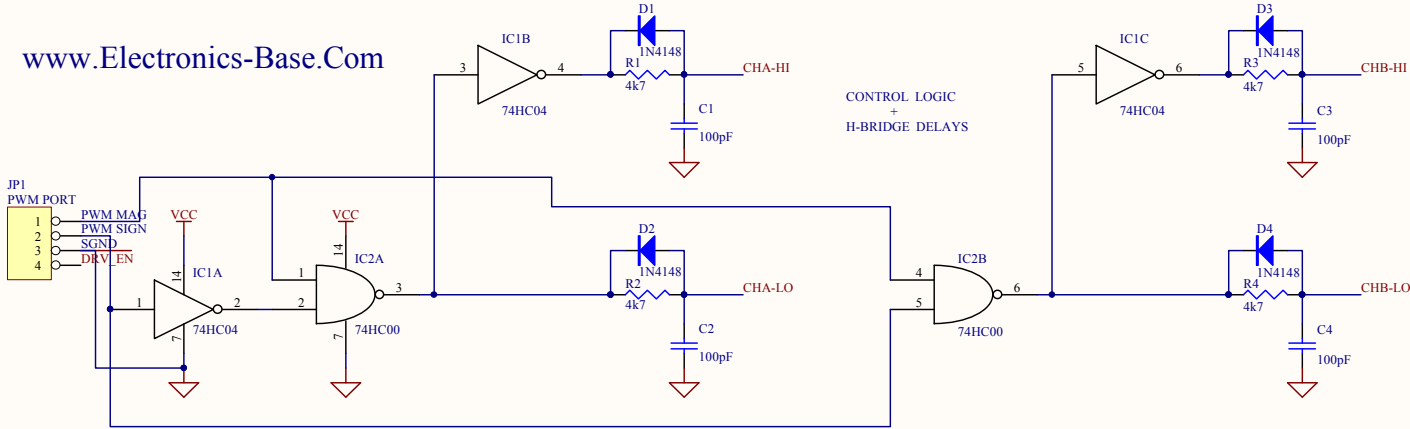 www.Electronics-Base.Com
JP1
PWM PORT
1
2
3
4
PWM MAG
PWM SIGN
SGND
DRV_EN
VCC
14
IC1A
1
2
7
74HC04
VCC
14
IC2A
1
2
3
7
74HC00
IC1B
3
4
74HC04
D1
1N4148
R1
4k7
CHA-HI
C1
100pF
D2
1N4148
R2
4k7
CHA-LO
C2
100pF
CONTROL LOGIC
+
H-BRIDGE DELAYS
IC2B
4
5
6
74HC00
IC1C
5
6
74HC04
D3
1N4148
R3
4k7
CHB-HI
C3
100pF
D4
1N4148
R4
4k7
CHB-LO
C4
100pF